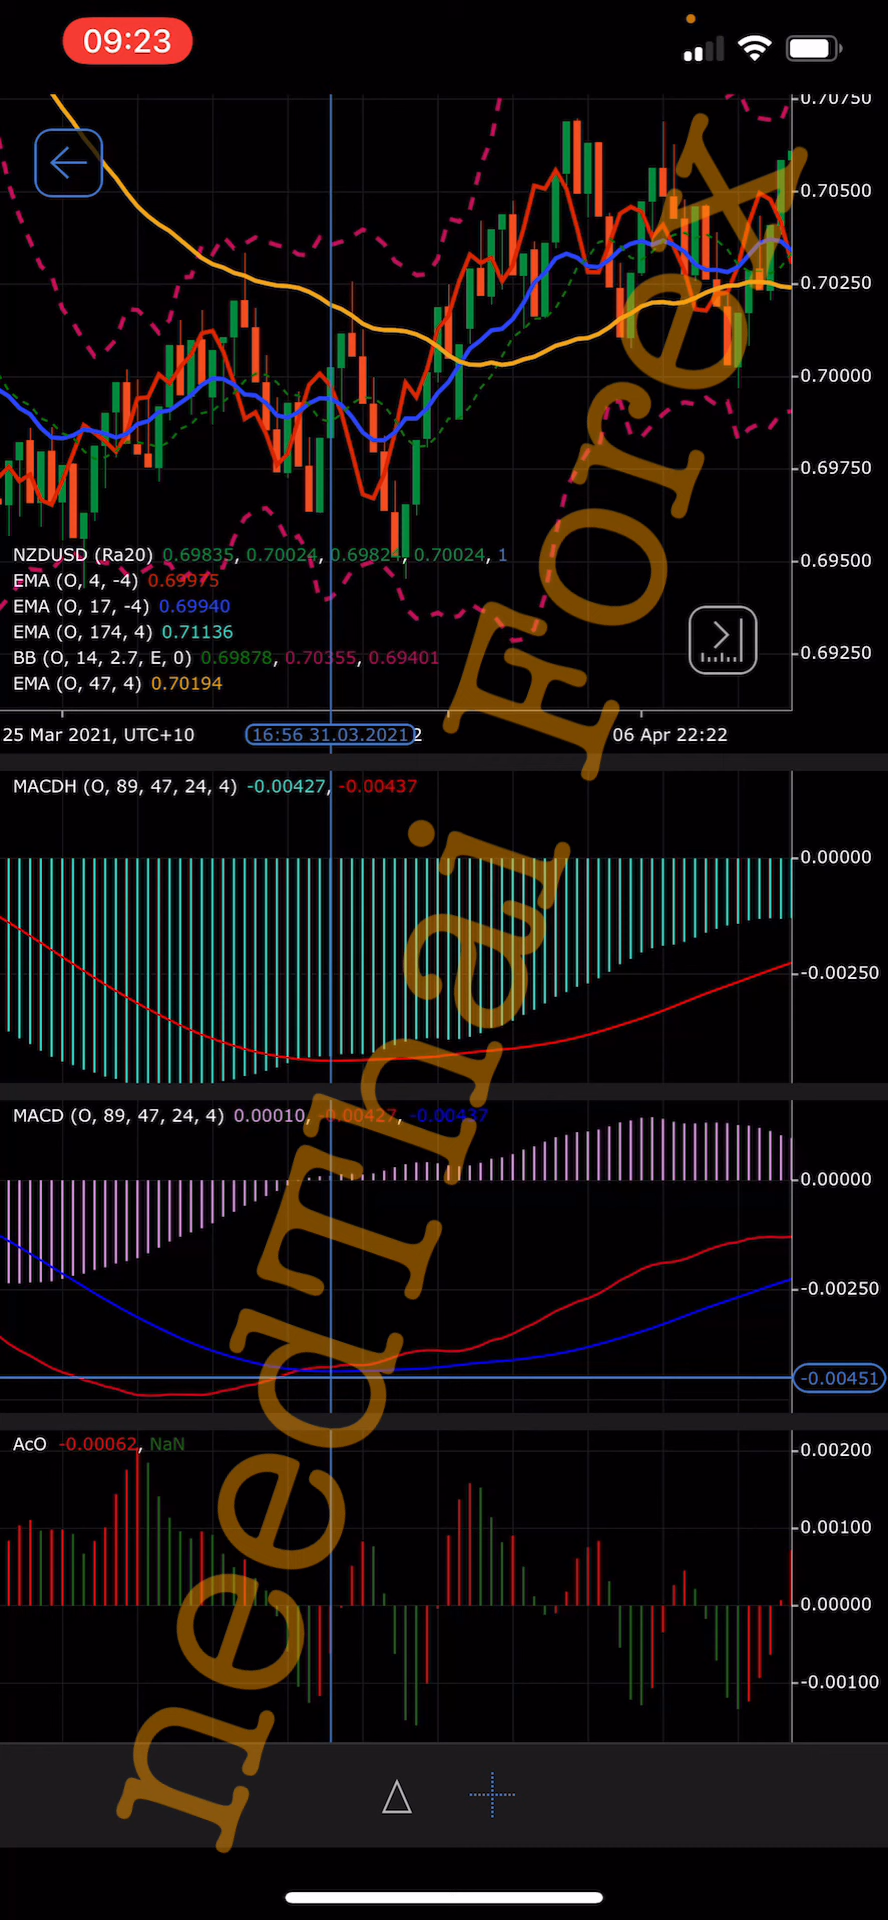 09:23
0.70750
0.70500
0.70250
0.70000
0.69750
0.69500
0.69250
NZDUSD (Ra20) 0.69835, 0.70024, 0.69824, 0.70024, 1
EMA (O, 4, -4) 0.69975
EMA (O, 17, -4) 0.69940
EMA (O, 174, 4) 0.71136
BB (O, 14, 2.7, E, 0) 0.69878, 0.70355, 0.69401
EMA (O, 47, 4) 0.70194
25 Mar 2021, UTC+10 16:56 31.03.2021 2 06 Apr 22:22
MACDH (O, 89, 47, 24, 4) -0.00427, -0.00437
0.00000
-0.00250
MACD (O, 89, 47, 24, 4) 0.00010, -0.00427, -0.00437
0.00000
-0.00250
-0.00451
AcO -0.00062, NaN
0.00200
0.00100
0.00000
-0.00100
neeqThai Forex